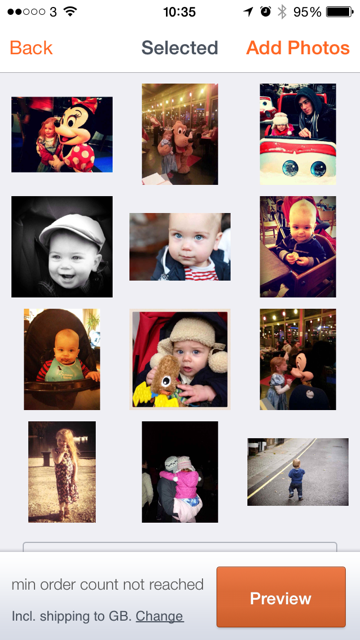 3 10:35 95%
Back Selected Add Photos
min order count not reached
Incl. shipping to GB. Change
Preview